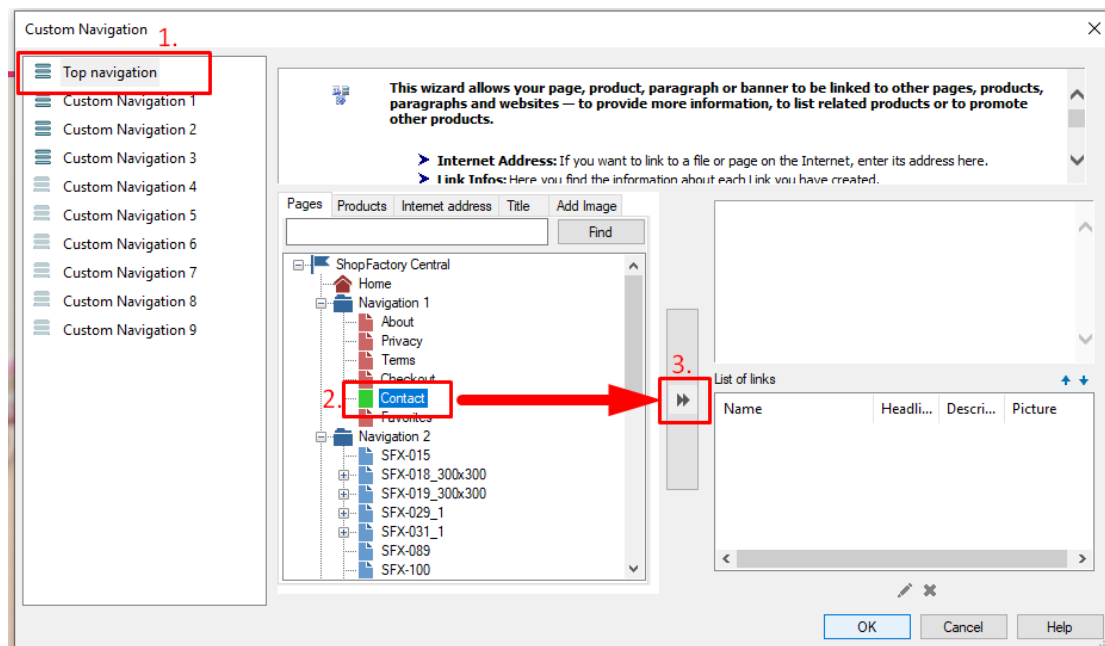 Custom Navigation
1.
Top navigation
Custom Navigation 1
Custom Navigation 2
Custom Navigation 3
Custom Navigation 4
Custom Navigation 5
Custom Navigation 6
Custom Navigation 7
Custom Navigation 8
Custom Navigation 9
This wizard allows your page, product, paragraph or banner to be linked to other pages, products,
paragraphs and websites — to provide more information, to list related products or to promote
other products.
Internet Address: If you want to link to a file or page on the Internet, enter its address here.
Link Infos: Here you find the information about each Link you have created.
Pages Products Internet address Title Add Image
Find
ShopFactory Central
Home
Navigation 1
About
Privacy
Terms
Checkout
2. Contact
Favorites
Navigation 2
SFX-015
SFX-018_300x300
SFX-019_300x300
SFX-029_1
SFX-031_1
SFX-089
SFX-100
3.
List of links
Name Headli... Descri... Picture
OK Cancel Help